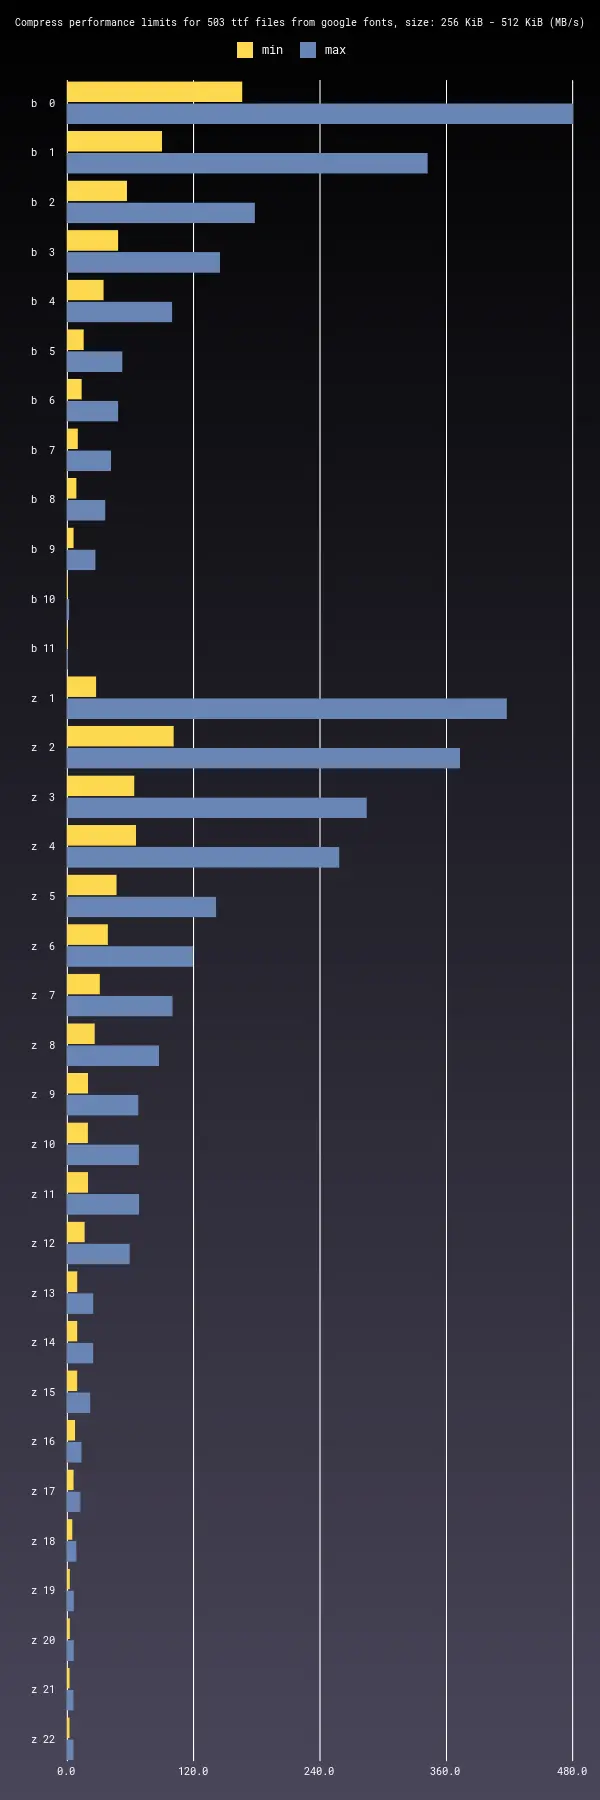 Compress performance limits for 503 ttf files from google fonts, size: 256 KiB - 512 KiB (MB/s)
min max
b 0
b 1
b 2
b 3
b 4
b 5
b 6
b 7
b 8
b 9
b 10
b 11
z 1
z 2
z 3
z 4
z 5
z 6
z 7
z 8
z 9
z 10
z 11
z 12
z 13
z 14
z 15
z 16
z 17
z 18
z 19
z 20
z 21
z 22
0.0 120.0 240.0 360.0 480.0